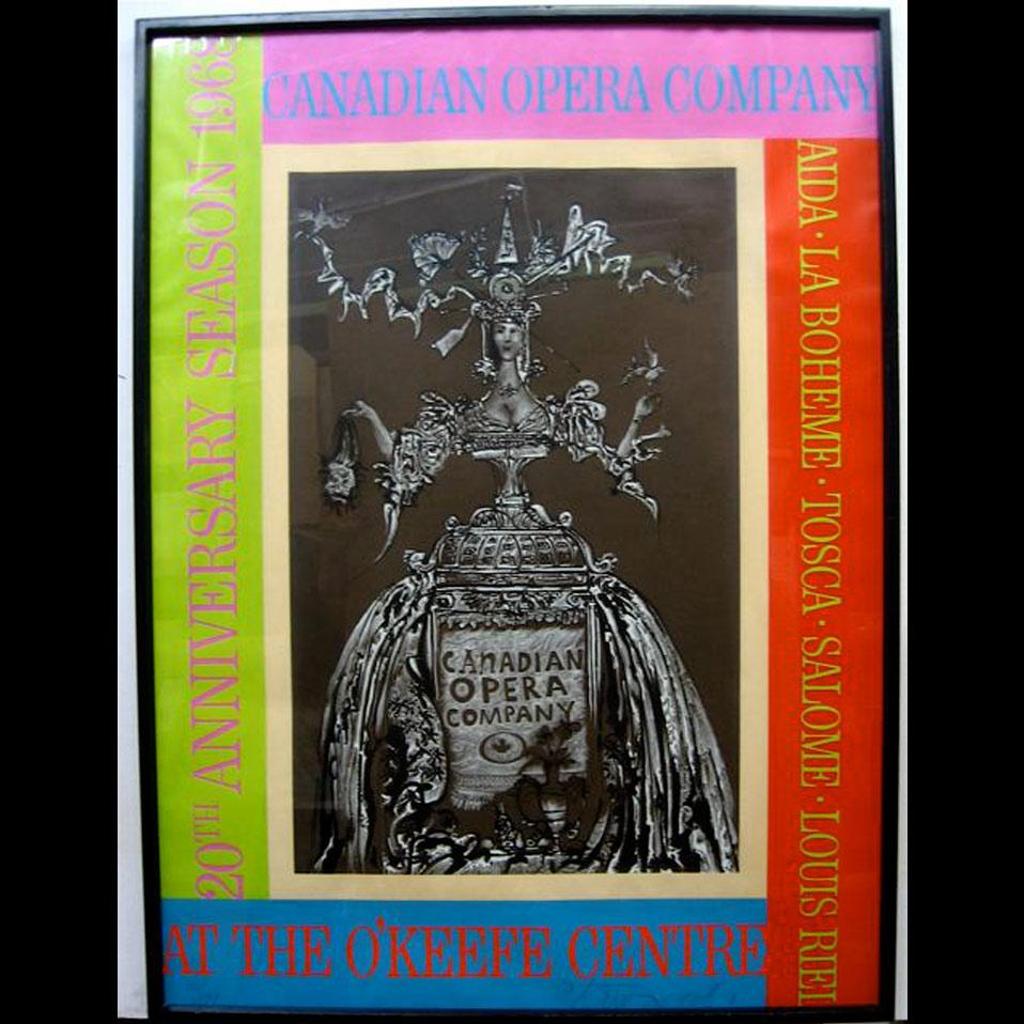 CANADIAN OPERA COMPANY
20TH ANNIVERSARY SEASON 1968
AIDA · LA BOHEME · TOSCA · SALOME · LOUIS RIEL
CANADIAN
OPERA
COMPANY
AT THE O'KEEFE CENTRE